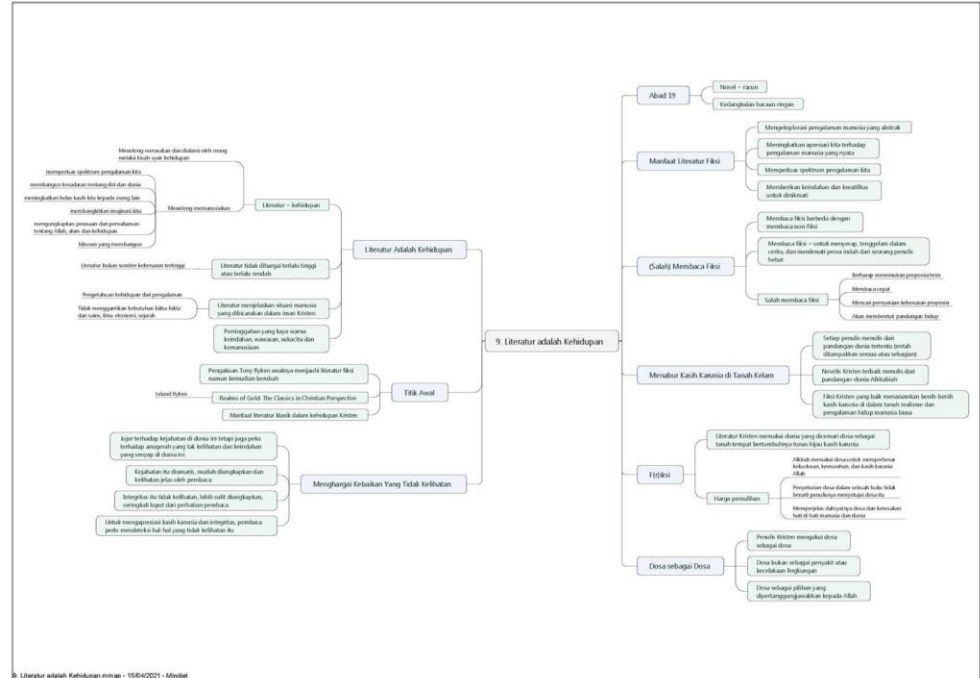 9. Literatur adalah Kehidupan
Abad 19
Novel – racun
Kedangkalan bacaan ringan
Manfaat Literatur Fiksi
Mengeksplorasi pengalaman manusia yang abstrak
Meningkatkan apresiasi kita terhadap
pengalaman manusia yang nyata
Memperluas spektrum pengalaman kita
Memberikan keindahan dan kreatifitas
untuk dinikmati
(Salah) Membaca Fiksi
Membaca fiksi berbeda dengan
membaca non fiksi
Membaca fiksi – untuk menyerap, tenggelam dalam
cerita, dan menikmati prosa indah dari seorang penulis
hebat
Salah membaca fiksi
Berharap menemukan proposisi/tesis
Membaca cepat
Mencari pernyataan kebenaran proposisi
Akan membentuk pandangan hidup
Menabur Kasih Karunia di Tanah Kelam
Setiap penulis menulis dari
pandangan dunia tertentu (entah
ditampakkan semua atau sebagian)
Novelis Kristen terbaik menulis dari
pandangan dunia Alkitabiah
Fiksi Kristen yang baik menanamkan benih-benih
kasih karunia di dalam tanah realisme dan
pengalaman hidup manusia biasa
F(r)iksi
Literatur Kristen memakai dunia yang dicemari dosa sebagai
tanah tempat bertumbuhnya tunas hijau kasih karunia
Harga pemulihan
Alkitab memakai dosa untuk memperbesar
kekudusan, kemurahan, dan kasih karunia
Allah
Penyebutan dosa dalam sebuah buku tidak
berarti penulisnya menyetujui dosa itu
Memperjelas dahsyatnya dosa dan kerusakan
hati di hati manusia dan dunia
Dosa sebagai Dosa
Penulis Kristen mengakui dosa
sebagai dosa
Dosa bukan sebagai penyakit atau
kecelakaan lingkungan
Dosa sebagai pilihan yang
dipertanggungjawabkan kepada Allah
Literatur Adalah Kehidupan
Literatur – kehidupan
Menolong merasakan dan dialami oleh orang
melalui kisah syair kehidupan
Menolong memanusiakan
memperluas spektrum pengalaman kita
membangun kesadaran tentang diri dan dunia
meningkatkan belas kasih kita kepada orang lain
membangkitkan imajinasi kita
mengungkapkan perasaan dan pemahaman
tentang Allah, alam dan kehidupan
hiburan yang membangun
Literatur tidak dihargai terlalu tinggi
atau terlalu rendah
Literatur bukan sumber kebenaran tertinggi
Literatur menjelaskan situasi manusia
yang dibicarakan dalam iman Kristen
Pengetahuan kehidupan dari pengalaman
Tidak menggantikan kebutuhan fakta-fakta
dari sains, ilmu ekonomi, sejarah
Persinggahan yang kaya warna
keindahan, wawasan, sukacita dan
kemanusiaan
Titik Awal
Pengakuan Tony Ryken awalnya menjauhi literatur fiksi
namun kemudian berubah
Realms of Gold: The Classics in Christian Perspective
Leland Ryken
Manfaat literatur klasik dalam kehidupan Kristen
Menghargai Kebaikan Yang Tidak Kelihatan
Jujur terhadap kejahatan di dunia ini tetapi juga peka
terhadap anugerah yang tak kelihatan dan keindahan
yang senyap di dunia ini
Kejahatan itu dramatis, mudah diungkapkan dan
kelihatan jelas oleh pembaca
Integritas itu tidak kelihatan, lebih sulit diungkapkan,
seringkali luput dari perhatian pembaca
Untuk mengapresiasi kasih karunia dan integritas, pembaca
perlu mendeteksi hal-hal yang tidak kelihatan itu
9. Literatur adalah Kehidupan.mmap - 15/04/2021 - Mindjet